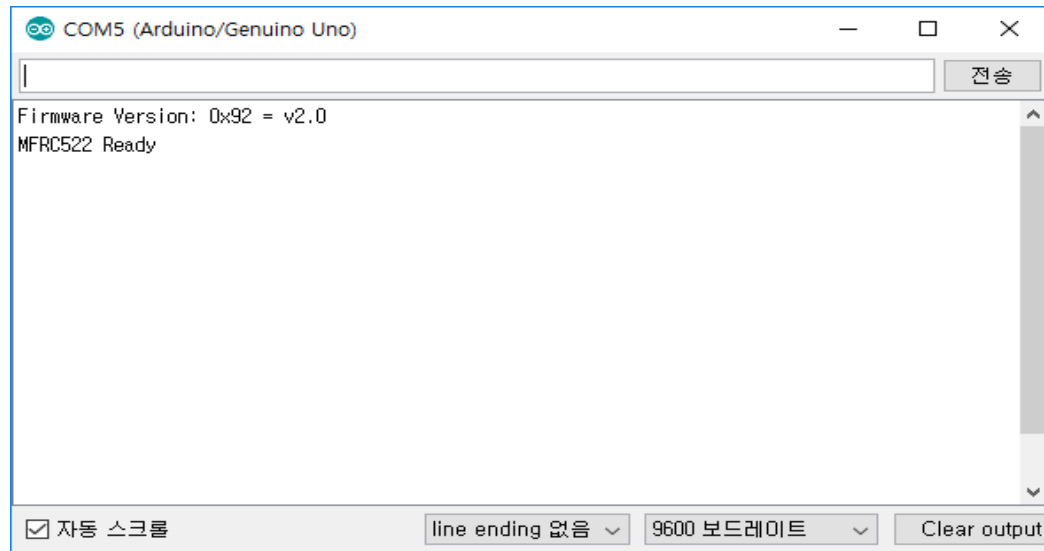 COM5 (Arduino/Genuino Uno)
전송
Firmware Version: 0x92 = v2.0
MFRC522 Ready
자동 스크롤
line ending 없음
9600 보드레이트
Clear output